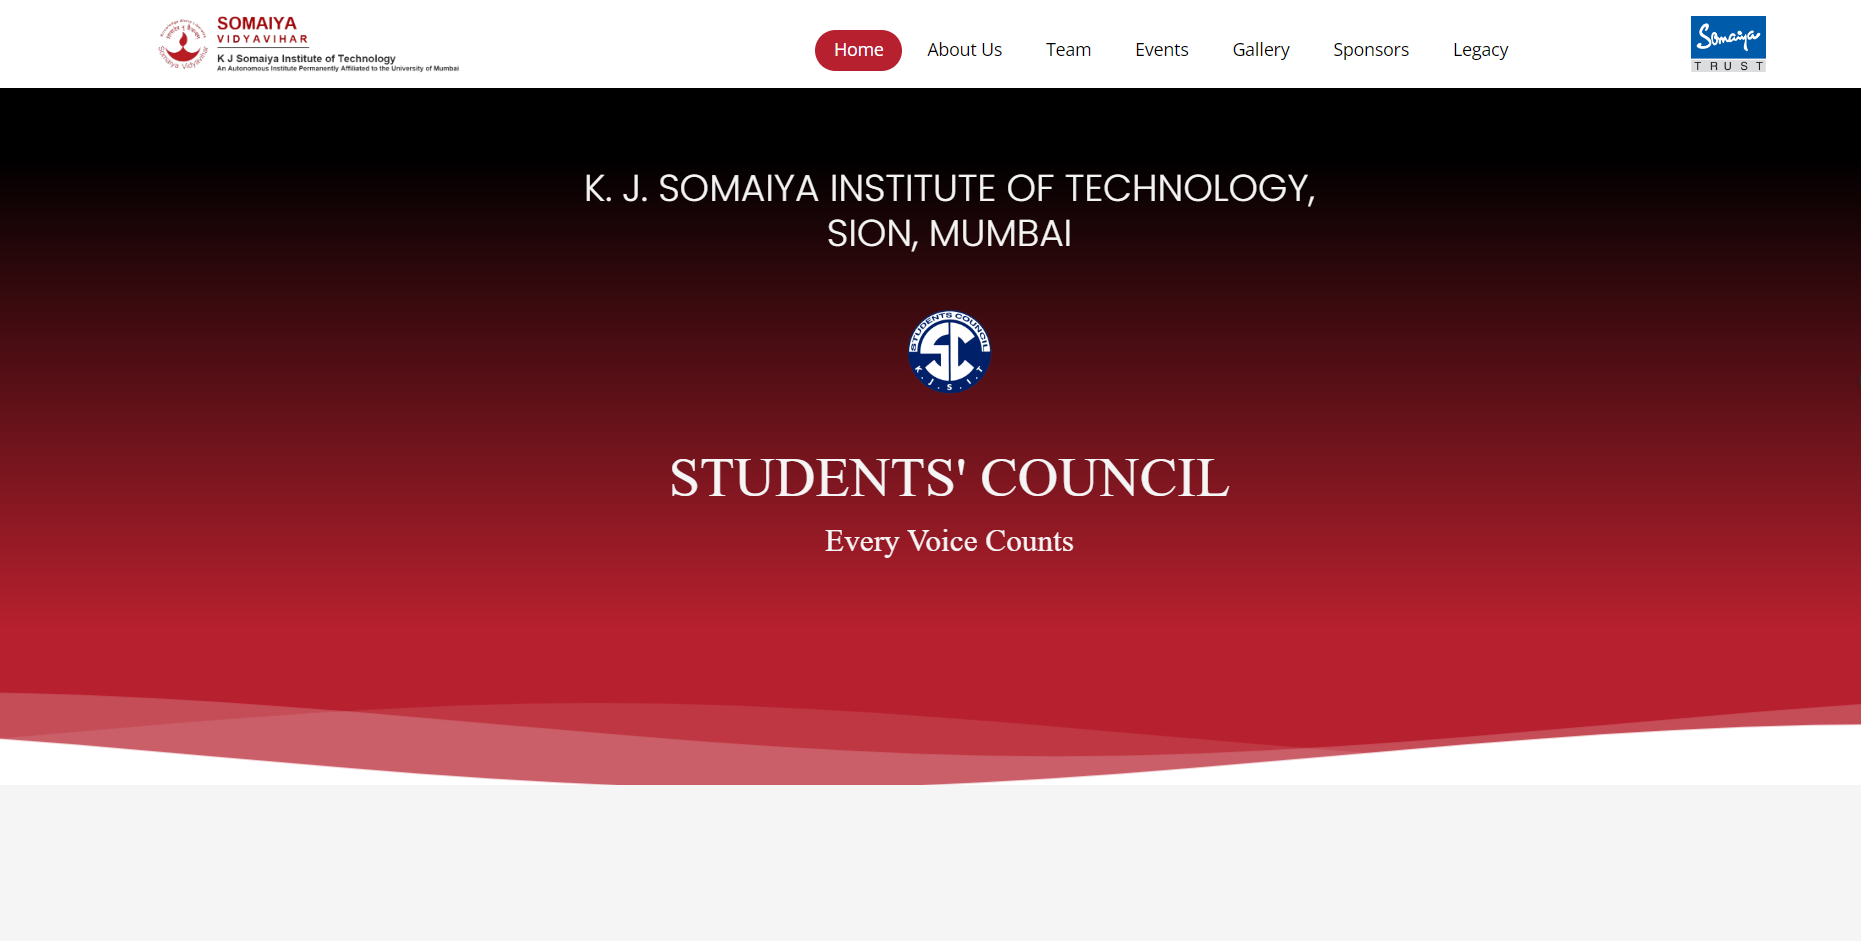 SOMAIYA
VIDYAVIHAR
K J Somaiya Institute of Technology
An Autonomous Institute Permanently Affiliated to the University of Mumbai
Somaiya Vidyavihar
Home
About Us
Team
Events
Gallery
Sponsors
Legacy
Somaiya
TRUST
K. J. SOMAIYA INSTITUTE OF TECHNOLOGY,
SION, MUMBAI
STUDENTS COUNCIL
SC
K.J.S.I.T
STUDENTS' COUNCIL
Every Voice Counts